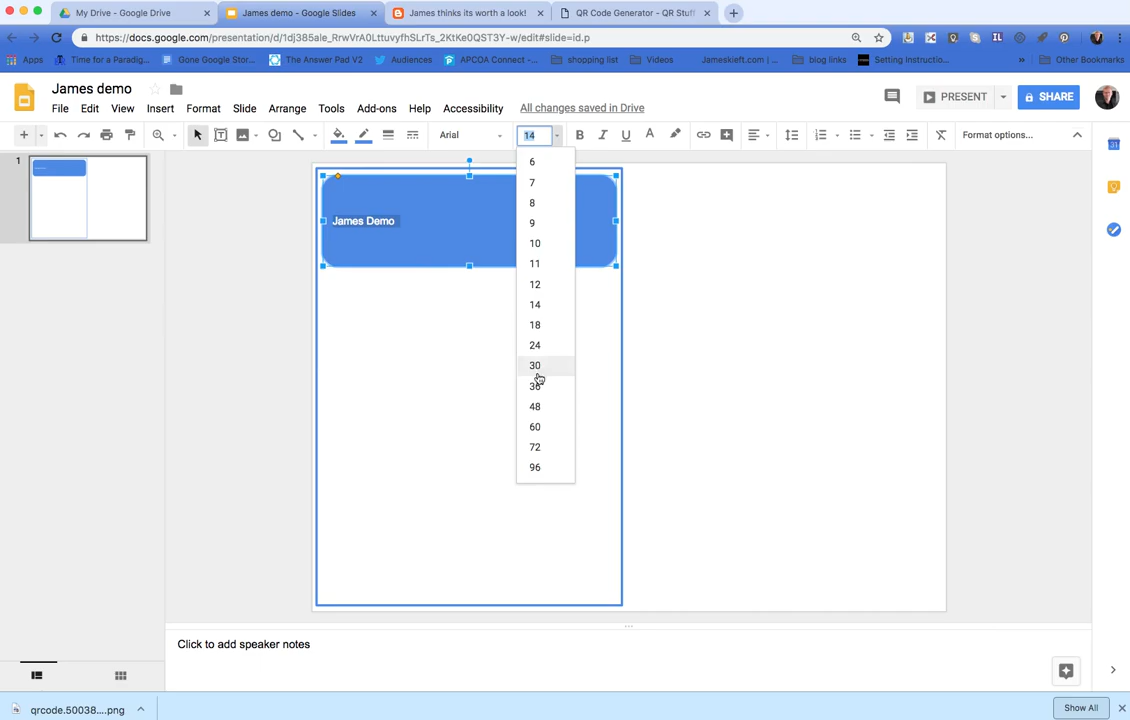 My Drive - Google Drive
James demo - Google Slides
James thinks its worth a look!
QR Code Generator - QR Stuff
https://docs.google.com/presentation/d/1dj385ale_RrwVrA0LttuvyfhSLrTs_2KtKe0QST3Y-w/edit#slide=id.p
Apps
Time for a Paradig...
Gone Google Stor...
The Answer Pad V2
Audiences
APCOA Connect -...
shopping list
Videos
Jameskieft.com | ...
blog links
Setting Instructio...
»
Other Bookmarks
James demo
File Edit View Insert Format Slide Arrange Tools Add-ons Help Accessibility
All changes saved in Drive
PRESENT
SHARE
Arial
14
B I U A
Format options...
1
James Demo
6
7
8
9
10
11
12
14
18
24
30
36
48
60
72
96
31
Click to add speaker notes
qrcode.50038....png
Show All